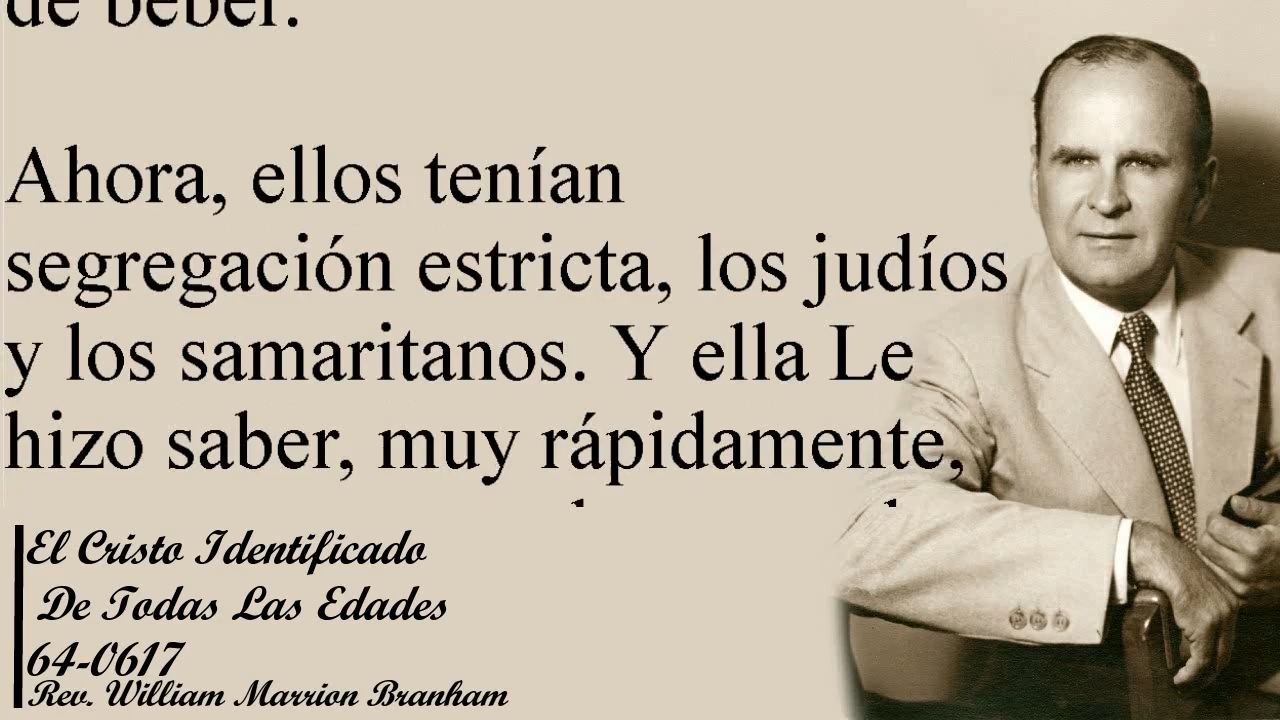 de beber.
Ahora, ellos tenían
segregación estricta, los judíos
y los samaritanos. Y ella Le
hizo saber, muy rápidamente,
El Cristo Identificado
De Todas Las Edades
64-0617
Rev. William Marrion Branham